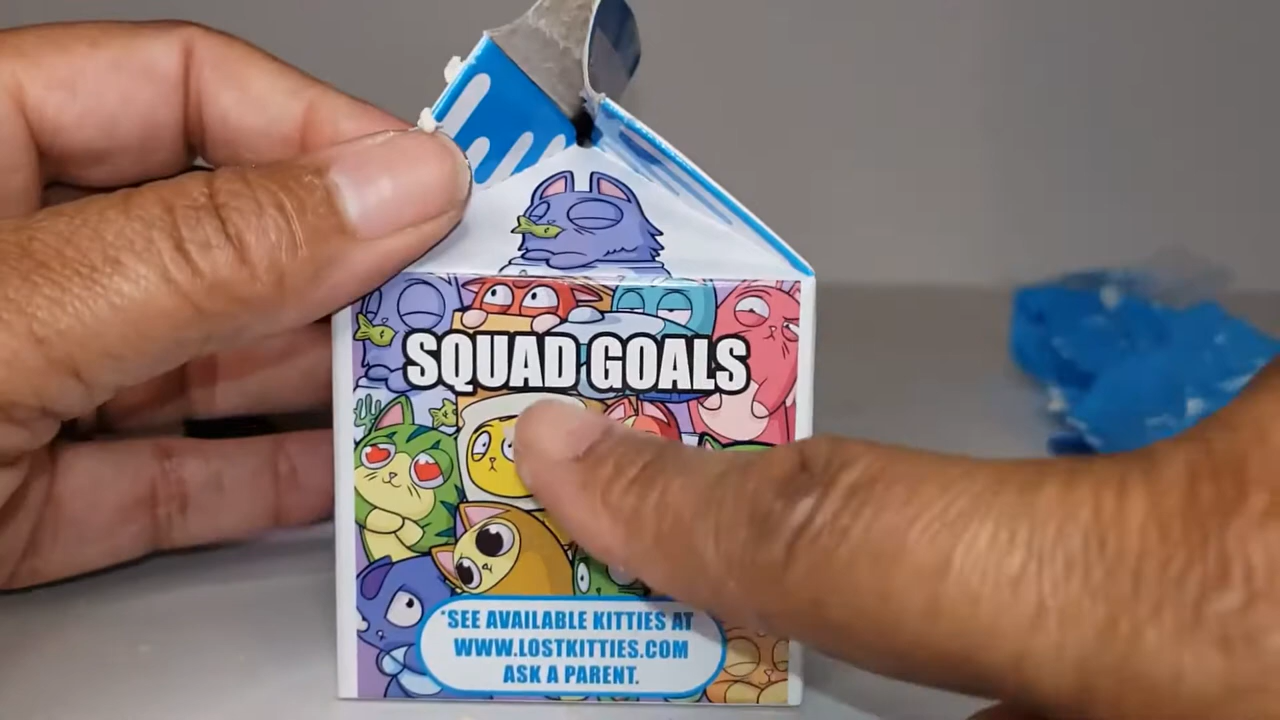 SQUAD GOALS
*SEE AVAILABLE KITTIES AT
WWW.LOSTKITTIES.COM
ASK A PARENT.